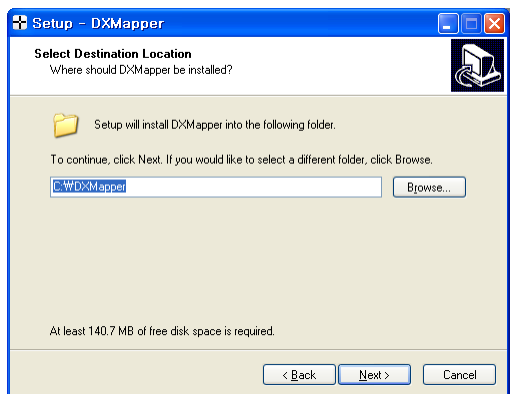 Setup - DXMapper
Select Destination Location
Where should DXMapper be installed?
Setup will install DXMapper into the following folder.
To continue, click Next. If you would like to select a different folder, click Browse.
C:₩DXMapper
Browse...
At least 140.7 MB of free disk space is required.
< Back
Next >
Cancel